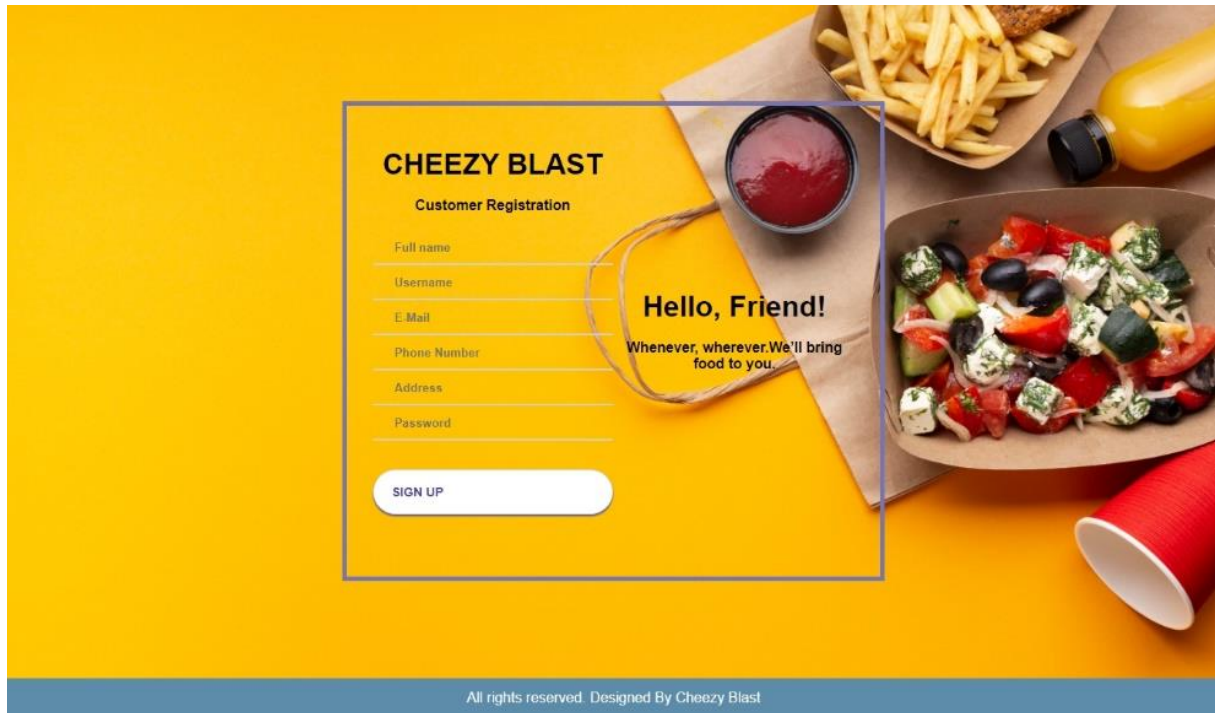 CHEEZY BLAST
Customer Registration
Full name
Username
E-Mail
Phone Number
Address
Password
SIGN UP
Hello, Friend!
Whenever, wherever.We'll bring
food to you.
All rights reserved. Designed By Cheezy Blast